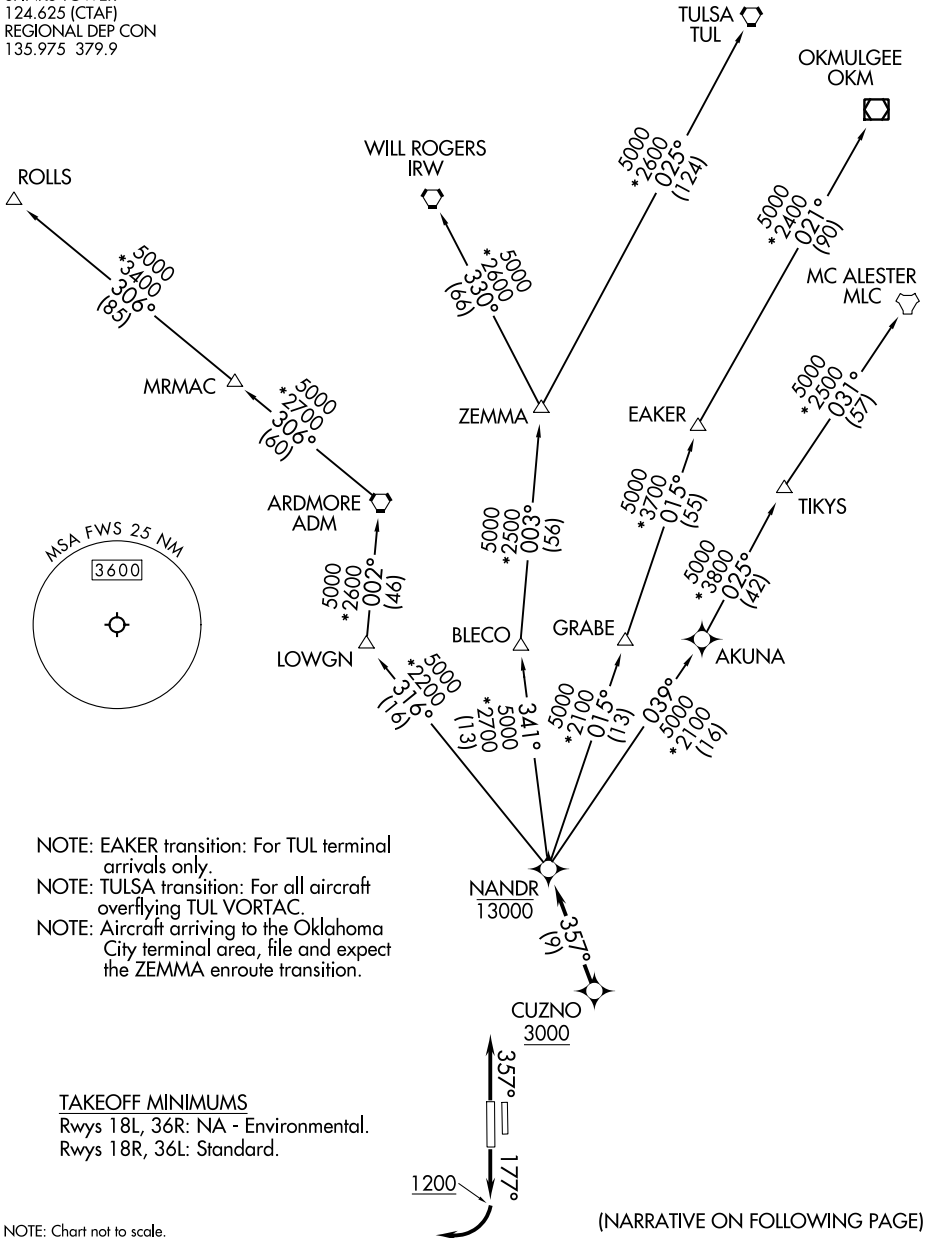 124.625 (CTAF)
REGIONAL DEP CON
135.975 379.9
TULSA
TUL
OKMULGEE
OKM
WILL ROGERS
IRW
ROLLS
5000
*2600
025°
(124)
5000
*2400
021°
(90)
5000
*3400
306°
(85)
5000
*2600
330°
(66)
MC ALESTER
MLC
MRMAC
5000
*2700
306°
(60)
ZEMMA
EAKER
5000
*2500
031°
(57)
ARDMORE
ADM
5000
*2500
003°
(56)
5000
*3700
015°
(55)
TIKYS
MSA FWS 25 NM
3600
5000
*2600
002°
(46)
5000
*3800
025°
(42)
LOWGN
BLECO
GRABE
AKUNA
5000
*2200
316°
(16)
341°
5000
*2700
(13)
5000
*2100
015°
(13)
039°
5000
*2100
(16)
NOTE: EAKER transition: For TUL terminal
arrivals only.
NOTE: TULSA transition: For all aircraft
overflying TUL VORTAC.
NOTE: Aircraft arriving to the Oklahoma
City terminal area, file and expect
the ZEMMA enroute transition.
NANDR
13000
357°
(9)
CUZNO
3000
357°
TAKEOFF MINIMUMS
Rwys 18L, 36R: NA - Environmental.
Rwys 18R, 36L: Standard.
177°
1200
NOTE: Chart not to scale.
(NARRATIVE ON FOLLOWING PAGE)